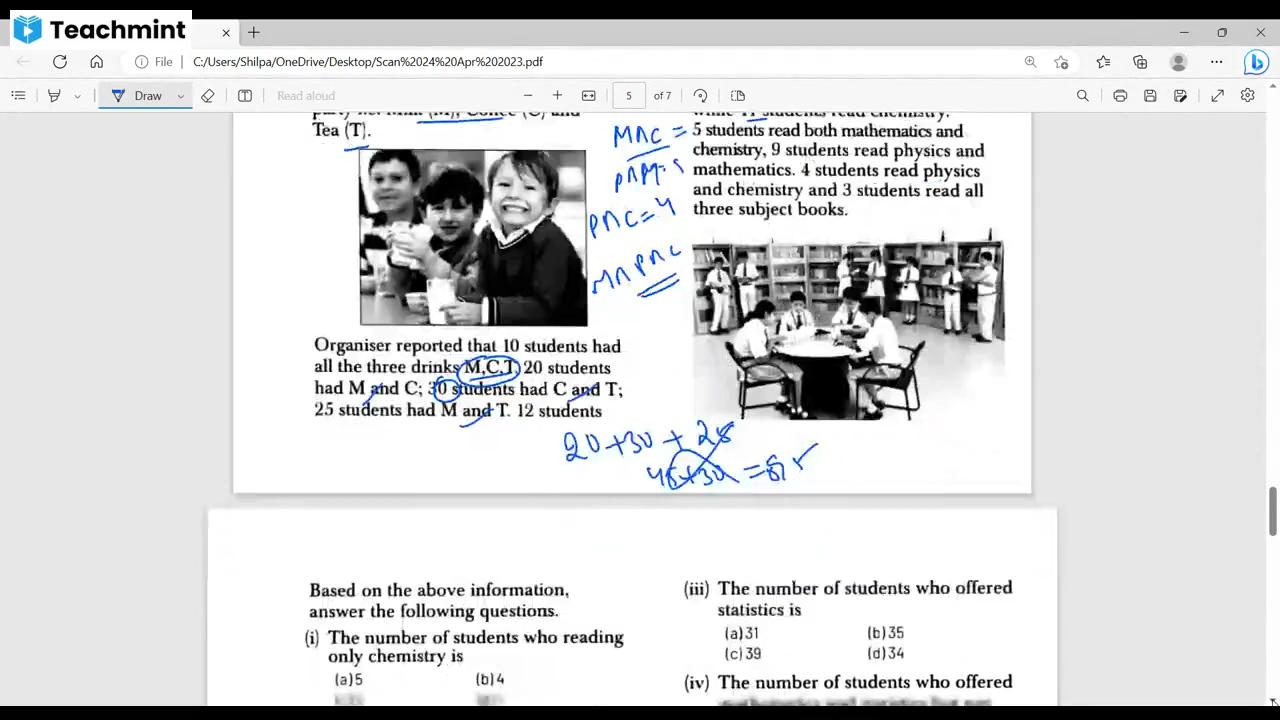 Teachmint
File
C:/Users/Shilpa/OneDrive/Desktop/Scan%2024%20Apr%202023.pdf
Draw
Read aloud
5 of 7
Tea (T).
Organiser reported that 10 students had
all the three drinks M,C,T. 20 students
had M and C; 30 students had C and T;
25 students had M and T. 12 students
M∩C =
P∩C=4
M∩P∩C
5 students read both mathematics and
chemistry, 9 students read physics and
mathematics. 4 students read physics
and chemistry and 3 students read all
three subject books.
20+30+25
Based on the above information,
answer the following questions.
(i) The number of students who reading
only chemistry is
(a) 5
(b) 4
(iii) The number of students who offered
statistics is
(a) 31
(b) 35
(c) 39
(d) 34
(iv) The number of students who offered